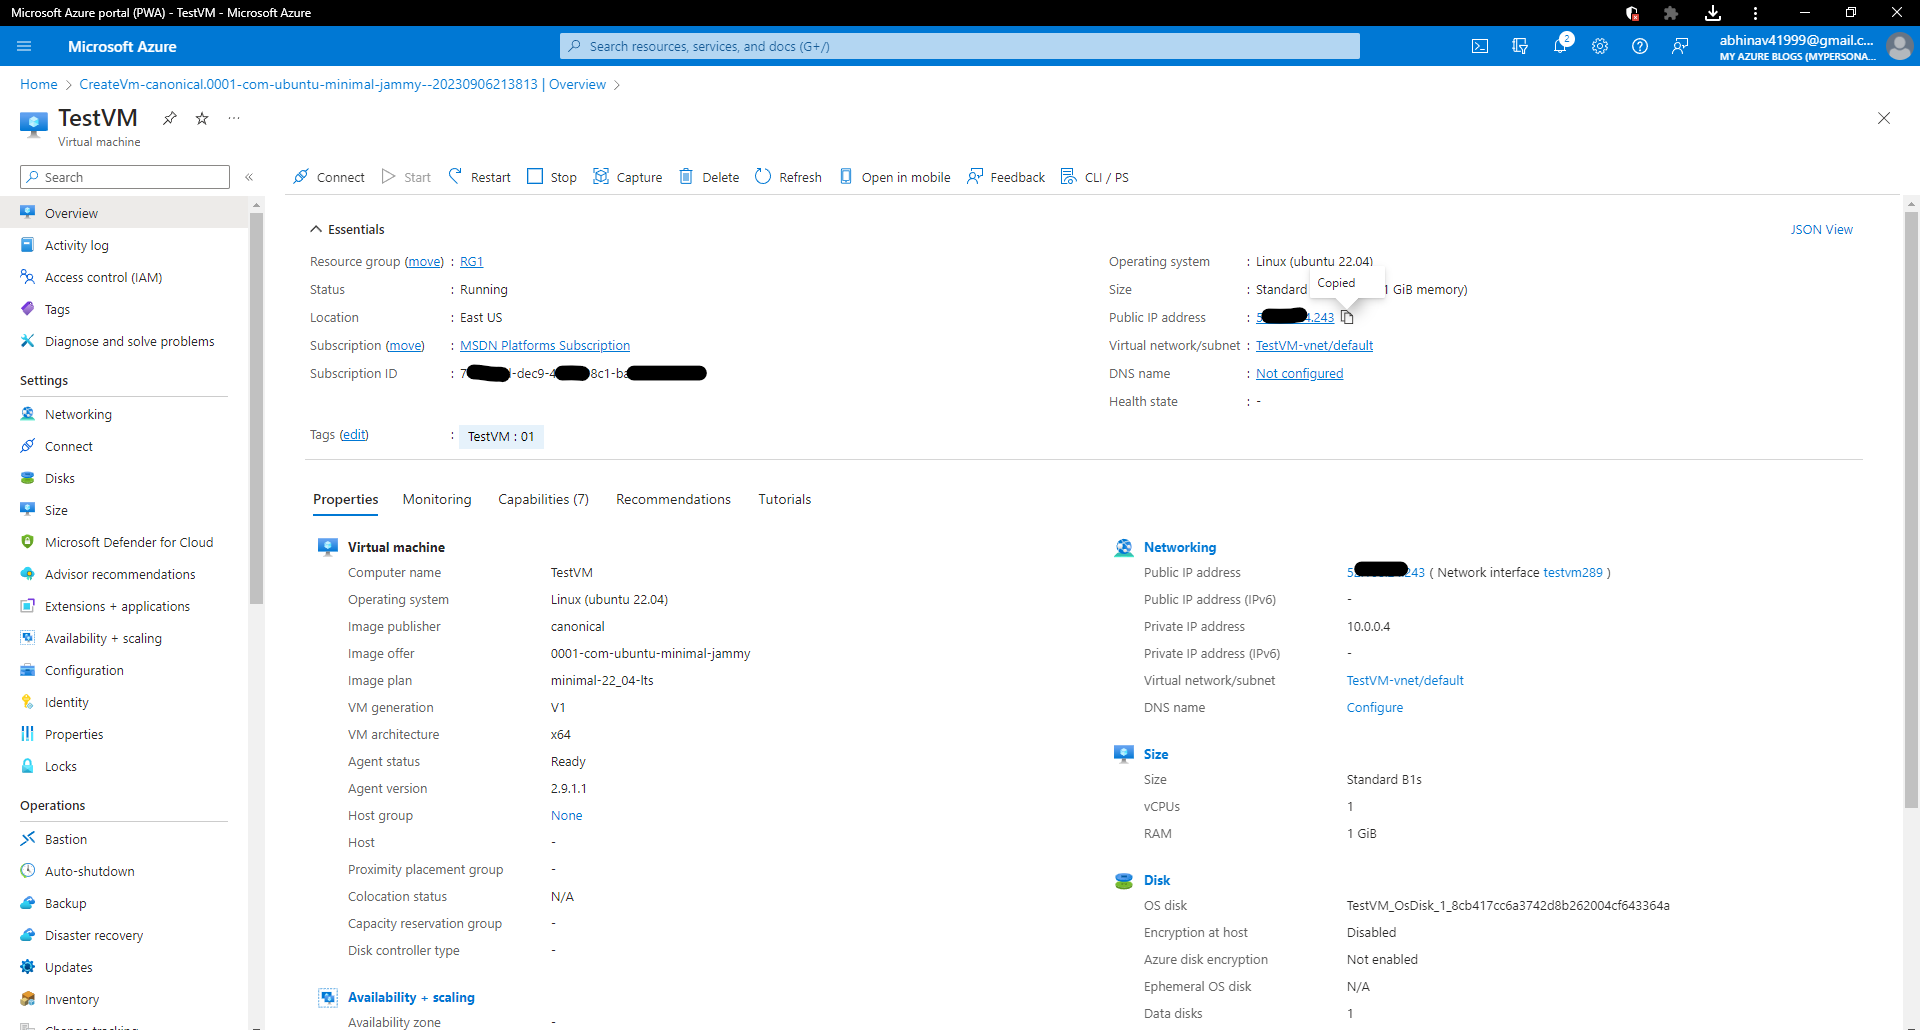 Microsoft Azure portal (PWA) - TestVM - Microsoft Azure
Microsoft Azure
Search resources, services, and docs (G+/)
2
abhinav41999@gmail.c...
MY AZURE BLOGS (MYPERSONA...
Home > CreateVm-canonical.0001-com-ubuntu-minimal-jammy--20230906213813 | Overview >
TestVM
Virtual machine
Search
Connect
Start
Restart
Stop
Capture
Delete
Refresh
Open in mobile
Feedback
CLI / PS
Overview
Activity log
Access control (IAM)
Tags
Diagnose and solve problems
Settings
Networking
Connect
Disks
Size
Microsoft Defender for Cloud
Advisor recommendations
Extensions + applications
Availability + scaling
Configuration
Identity
Properties
Locks
Operations
Bastion
Auto-shutdown
Backup
Disaster recovery
Updates
Inventory
Essentials
JSON View
Resource group (move) : RG1
Status : Running
Location : East US
Subscription (move) : MSDN Platforms Subscription
Subscription ID : 7 -dec9-4 8c1-ba
Tags (edit) : TestVM : 01
Operating system : Linux (ubuntu 22.04)
Copied
Size : Standard 1 GiB memory)
Public IP address : 5 .243
Virtual network/subnet : TestVM-vnet/default
DNS name : Not configured
Health state : -
Properties
Monitoring
Capabilities (7)
Recommendations
Tutorials
Virtual machine
Computer name TestVM
Operating system Linux (ubuntu 22.04)
Image publisher canonical
Image offer 0001-com-ubuntu-minimal-jammy
Image plan minimal-22_04-lts
VM generation V1
VM architecture x64
Agent status Ready
Agent version 2.9.1.1
Host group None
Host -
Proximity placement group -
Colocation status N/A
Capacity reservation group -
Disk controller type -
Availability + scaling
Availability zone -
Networking
Public IP address 52 243 ( Network interface testvm289 )
Public IP address (IPv6) -
Private IP address 10.0.0.4
Private IP address (IPv6) -
Virtual network/subnet TestVM-vnet/default
DNS name Configure
Size
Size Standard B1s
vCPUs 1
RAM 1 GiB
Disk
OS disk TestVM_OsDisk_1_8cb417cc6a3742d8b262004cf643364a
Encryption at host Disabled
Azure disk encryption Not enabled
Ephemeral OS disk N/A
Data disks 1